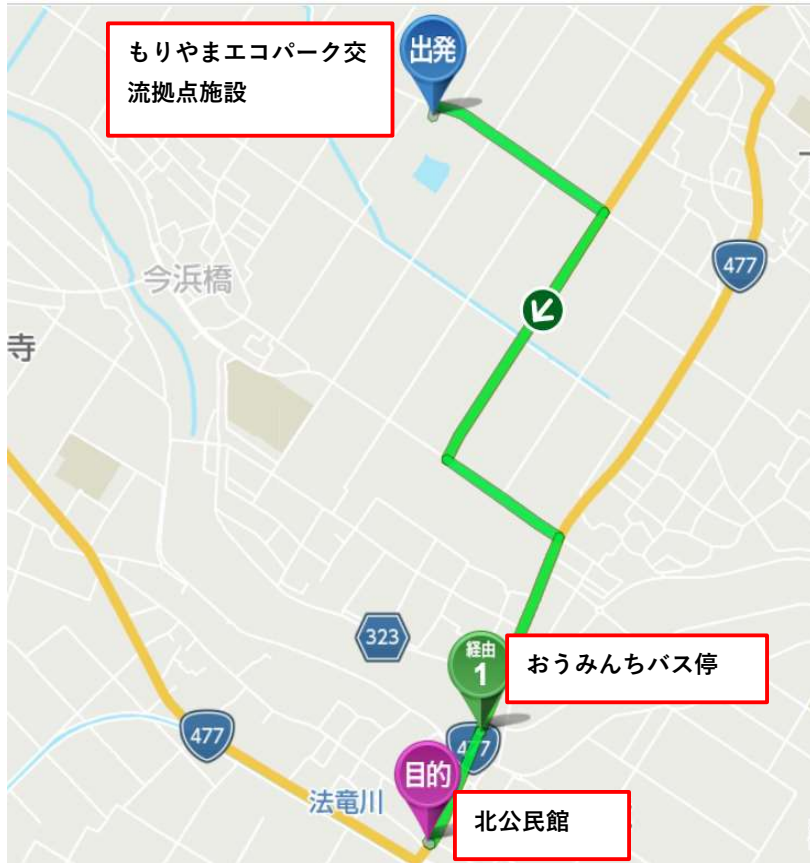 もりやまエコパーク交
流拠点施設
出発
477
今浜橋
寺
323
経由
1
おうみんちバス停
477
477
目的
法竜川
北公民館